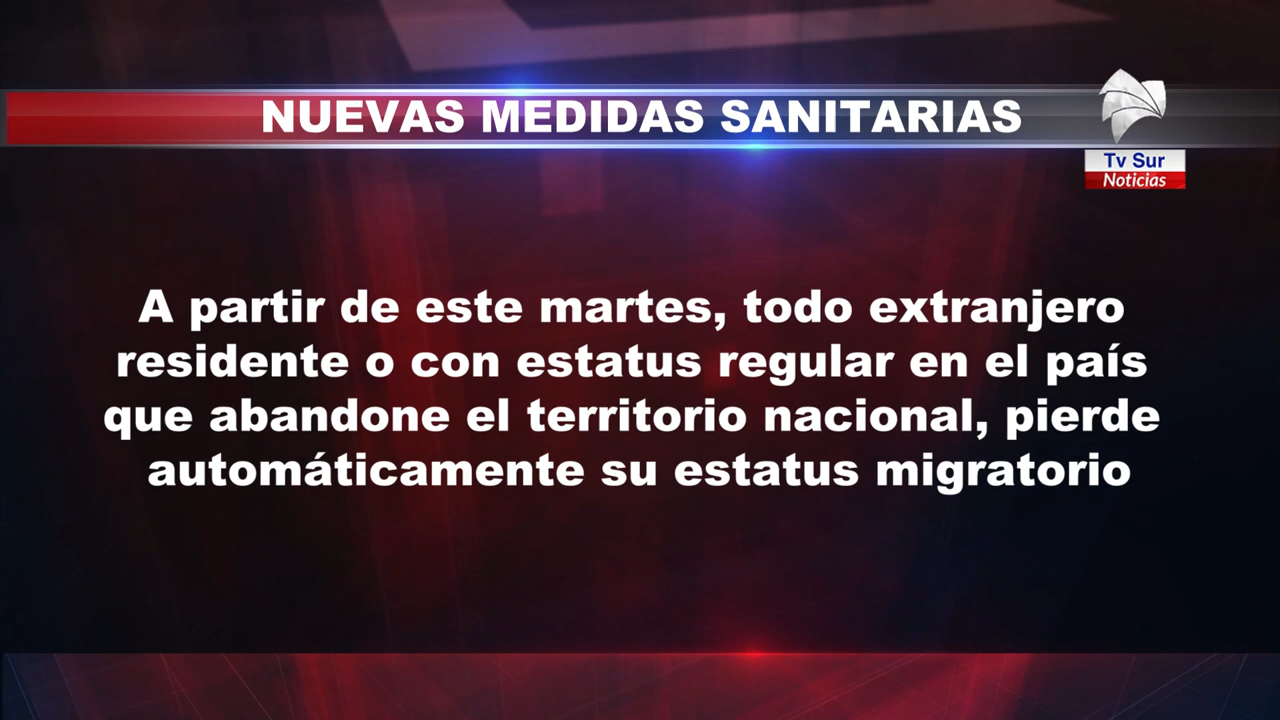 NUEVAS MEDIDAS SANITARIAS
Tv Sur
Noticias
A partir de este martes, todo extranjero
residente o con estatus regular en el país
que abandone el territorio nacional, pierde
automáticamente su estatus migratorio